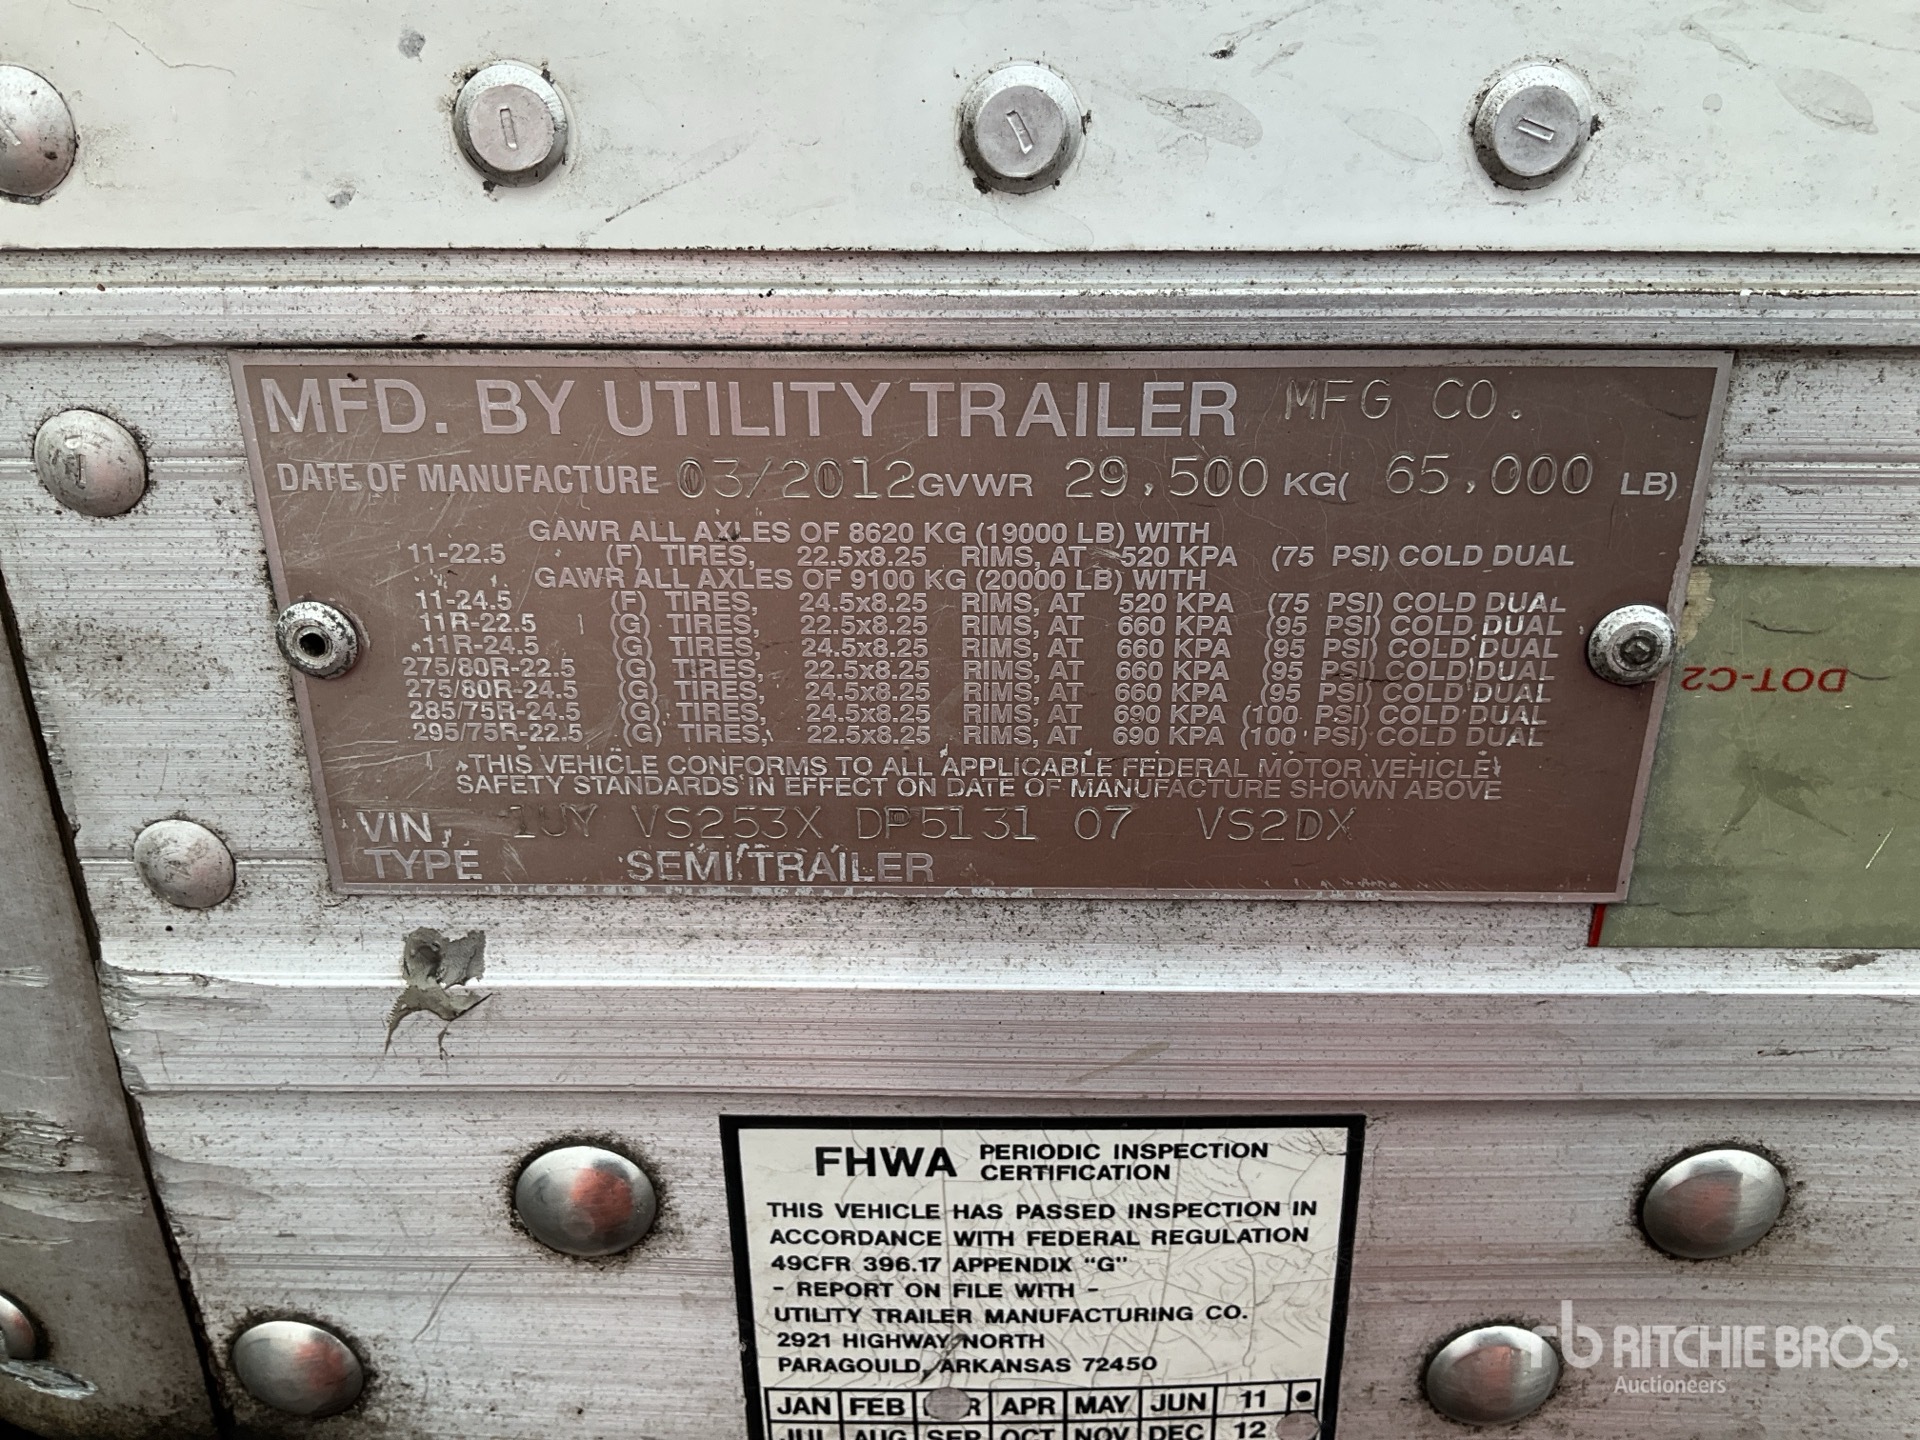 MFD. BY UTILITY TRAILER MFG CO.
DATE OF MANUFACTURE 03/2012 GVWR 29,500 KG( 65,000 LB)
GAWR ALL AXLES OF 8620 KG (19000 LB) WITH
11-22.5 (F) TIRES, 22.5x8.25 RIMS, AT 520 KPA (75 PSI) COLD DUAL
GAWR ALL AXLES OF 9100 KG (20000 LB) WITH
11-24.5 (F) TIRES, 24.5x8.25 RIMS, AT 520 KPA (75 PSI) COLD DUAL
11R-22.5 (G) TIRES, 22.5x8.25 RIMS, AT 660 KPA (95 PSI) COLD DUAL
11R-24.5 (G) TIRES, 24.5x8.25 RIMS, AT 660 KPA (95 PSI) COLD DUAL
275/80R-22.5 (G) TIRES, 22.5x8.25 RIMS, AT 660 KPA (95 PSI) COLD DUAL
275/80R-24.5 (G) TIRES, 24.5x8.25 RIMS, AT 660 KPA (95 PSI) COLD DUAL
285/75R-24.5 (G) TIRES, 24.5x8.25 RIMS, AT 690 KPA (100 PSI) COLD DUAL
295/75R-22.5 (G) TIRES, 22.5x8.25 RIMS, AT 690 KPA (100 PSI) COLD DUAL
THIS VEHICLE CONFORMS TO ALL APPLICABLE FEDERAL MOTOR VEHICLE
SAFETY STANDARDS IN EFFECT ON DATE OF MANUFACTURE SHOWN ABOVE
VIN 1UY VS253X DP5131 07 VS2DX
TYPE SEMITRAILER
DOT-C2
FHWA PERIODIC INSPECTION
CERTIFICATION
THIS VEHICLE HAS PASSED INSPECTION IN
ACCORDANCE WITH FEDERAL REGULATION
49CFR 396.17 APPENDIX "G"
- REPORT ON FILE WITH -
UTILITY TRAILER MANUFACTURING CO.
2921 HIGHWAY NORTH
PARAGOULD, ARKANSAS 72450
JAN FEB APR MAY JUN 11
JUL AUG SEP OCT NOV DEC 12
rb RITCHIE BROS.
Auctioneers